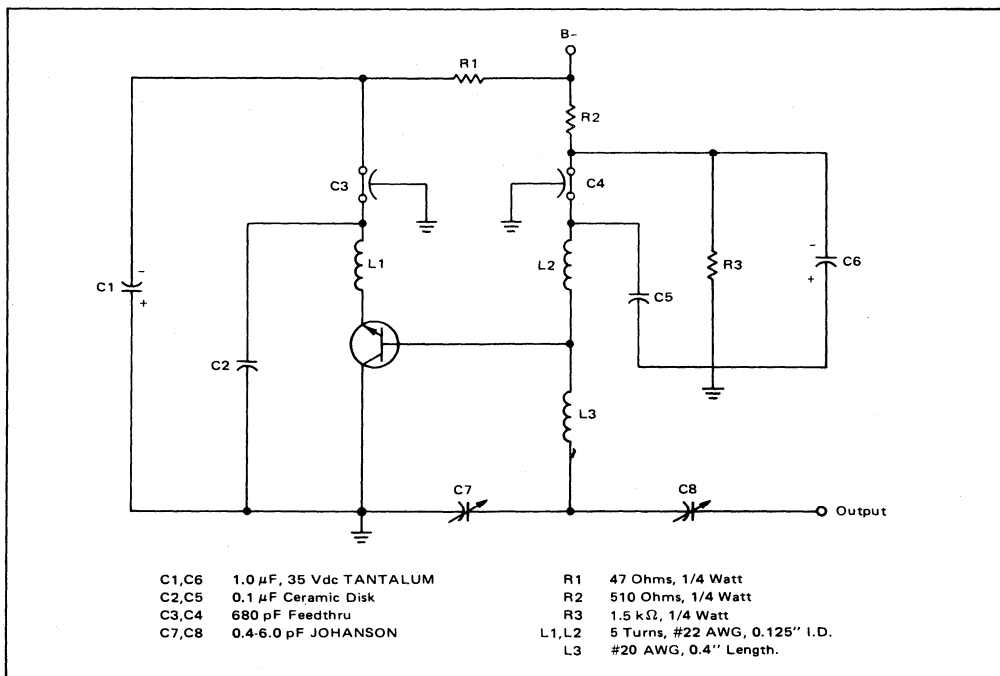 B-
R1
R2
C3
C4
L1
L2
R3
C6
-
+
C1
-
+
C5
C2
L3
C7
C8
Output
C1,C6 1.0 µF, 35 Vdc TANTALUM
C2,C5 0.1 µF Ceramic Disk
C3,C4 680 pF Feedthru
C7,C8 0.4-6.0 pF JOHANSON
R1 47 Ohms, 1/4 Watt
R2 510 Ohms, 1/4 Watt
R3 1.5 kΩ, 1/4 Watt
L1,L2 5 Turns, #22 AWG, 0.125" I.D.
L3 #20 AWG, 0.4" Length.